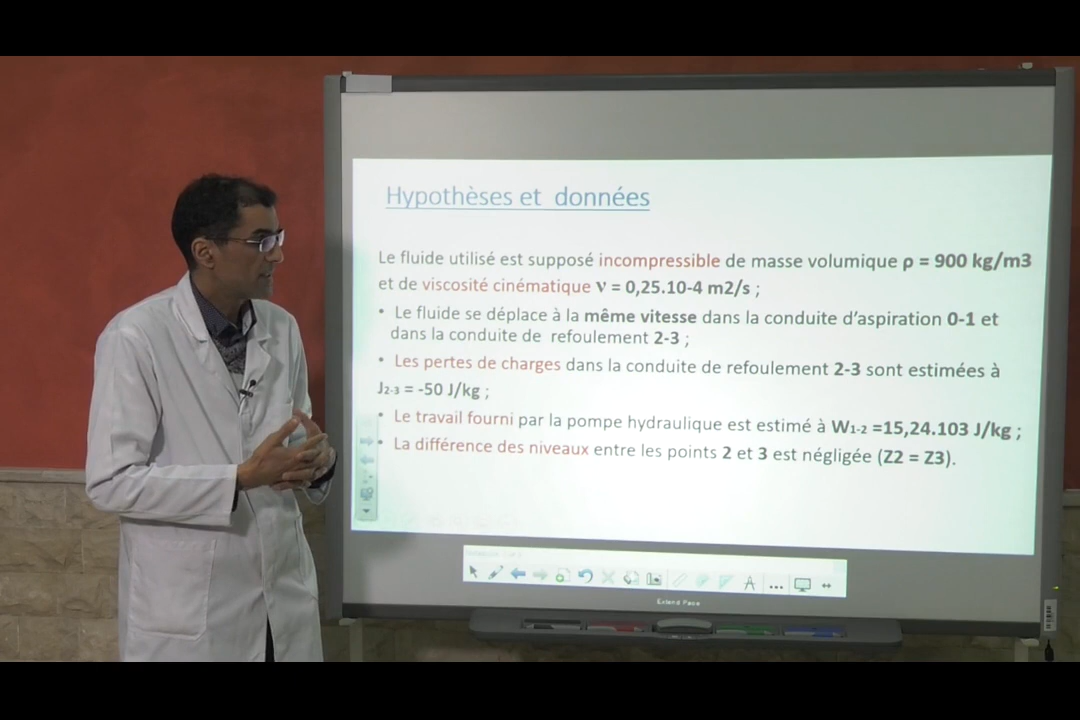 Hypothèses et données
Le fluide utilisé est supposé incompressible de masse volumique ρ = 900 kg/m3
et de viscosité cinématique ν = 0,25.10-4 m2/s ;
• Le fluide se déplace à la même vitesse dans la conduite d'aspiration 0-1 et
dans la conduite de refoulement 2-3 ;
• Les pertes de charges dans la conduite de refoulement 2-3 sont estimées à
J2-3 = -50 J/kg ;
• Le travail fourni par la pompe hydraulique est estimé à W1-2 =15,24.103 J/kg ;
• La différence des niveaux entre les points 2 et 3 est négligée (Z2 = Z3).
Extend Page